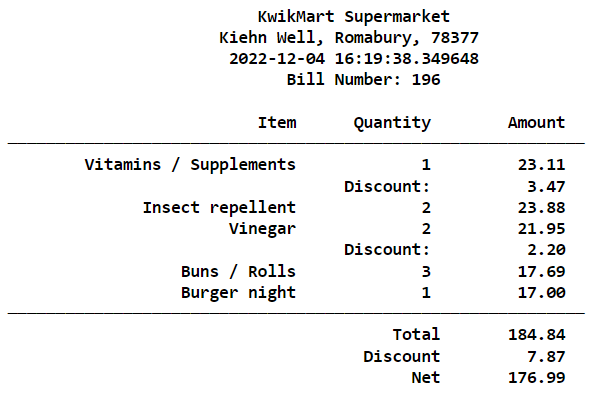 KwikMart Supermarket
Kiehn Well, Romabury, 78377
2022-12-04 16:19:38.349648
Bill Number: 196
Item Quantity Amount
Vitamins / Supplements 1 23.11
Discount: 3.47
Insect repellent 2 23.88
Vinegar 2 21.95
Discount: 2.20
Buns / Rolls 3 17.69
Burger night 1 17.00
Total 184.84
Discount 7.87
Net 176.99